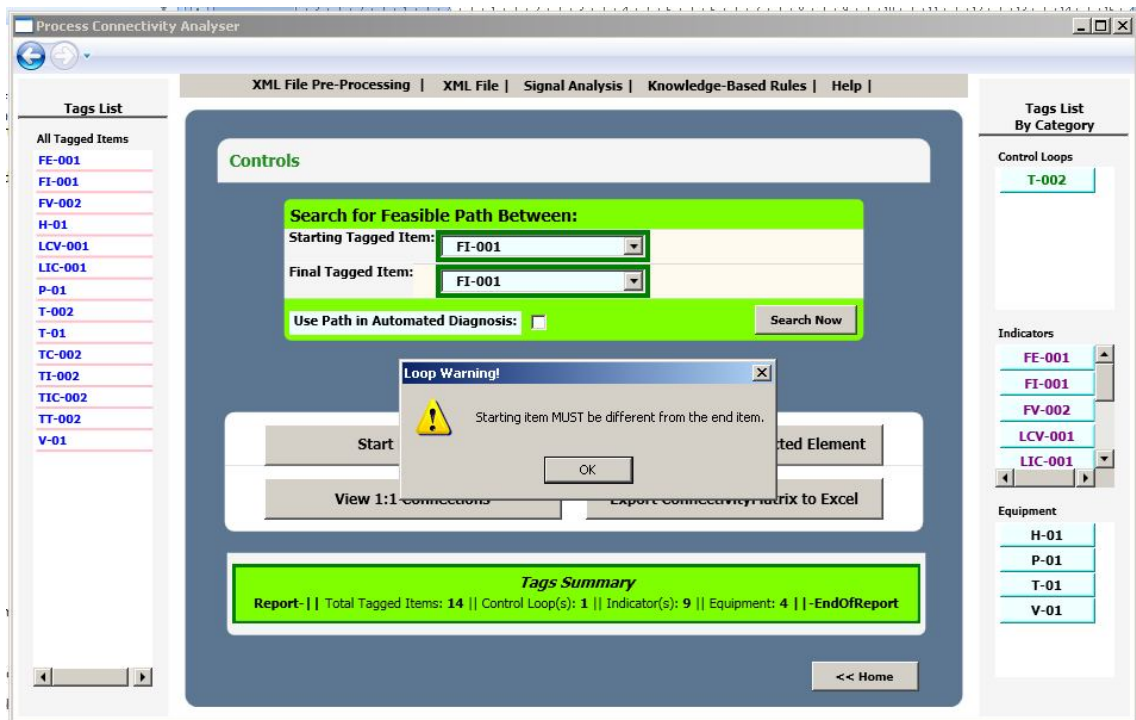 Process Connectivity Analyser
XML File Pre-Processing | XML File | Signal Analysis | Knowledge-Based Rules | Help |
Tags List
All Tagged Items
FE-001
FI-001
FV-002
H-01
LCV-001
LIC-001
P-01
T-002
T-01
TC-002
TI-002
TIC-002
TT-002
V-01
Controls
Search for Feasible Path Between:
Starting Tagged Item: FI-001
Final Tagged Item: FI-001
Use Path in Automated Diagnosis:
Search Now
Loop Warning!
Starting item MUST be different from the end item.
OK
Start
cted Element
View 1:1 Connections
Export ConnectivityMatrix to Excel
Tags Summary
Report-|| Total Tagged Items: 14 || Control Loop(s): 1 || Indicator(s): 9 || Equipment: 4 ||-EndOfReport
<< Home
Tags List
By Category
Control Loops
T-002
Indicators
FE-001
FI-001
FV-002
LCV-001
LIC-001
Equipment
H-01
P-01
T-01
V-01